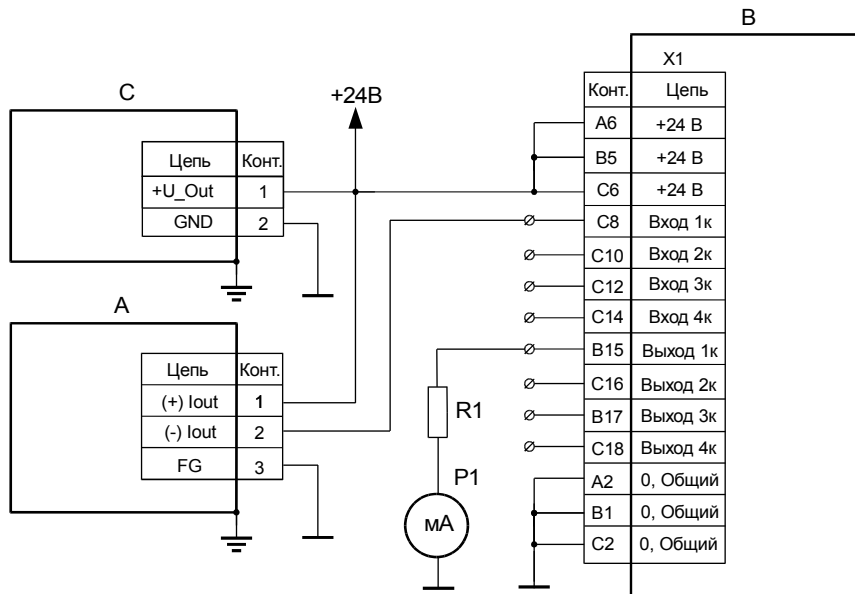 B
X1
Конт. Цепь
A6 +24 В
B5 +24 В
C6 +24 В
C8 Вход 1к
C10 Вход 2к
C12 Вход 3к
C14 Вход 4к
B15 Выход 1к
C16 Выход 2к
B17 Выход 3к
C18 Выход 4к
A2 0, Общий
B1 0, Общий
C2 0, Общий
C
+24В
Цепь Конт.
+U_Out 1
GND 2
A
Цепь Конт.
(+) Iout 1
(-) Iout 2
FG 3
R1
P1
мА